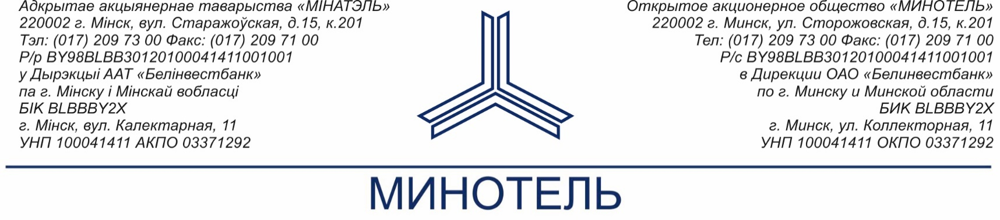 Адкрытае акцыянернае таварыства «МІНАТЭЛЬ»
220002 г. Мінск, вул. Старажоўская, д.15, к.201
Тэл: (017) 209 73 00 Факс: (017) 209 71 00
Р/р BY98BLBB30120100041411001001
у Дырэкцыі ААТ «Белінвестбанк»
па г. Мінску і Мінскай вобласці
БІК BLBBBY2X
г. Мінск, вул. Калектарная, 11
УНП 100041411 АКПО 03371292
Открытое акционерное общество «МИНОТЕЛЬ»
220002 г. Минск, ул. Сторожовская, д.15, к.201
Тел: (017) 209 73 00 Факс: (017) 209 71 00
Р/с BY98BLBB30120100041411001001
в Дирекции ОАО «Белинвестбанк»
по г. Минску и Минской области
БИК BLBBBY2X
г. Минск, ул. Коллекторная, 11
УНП 100041411 ОКПО 03371292
МИНОТЕЛЬ